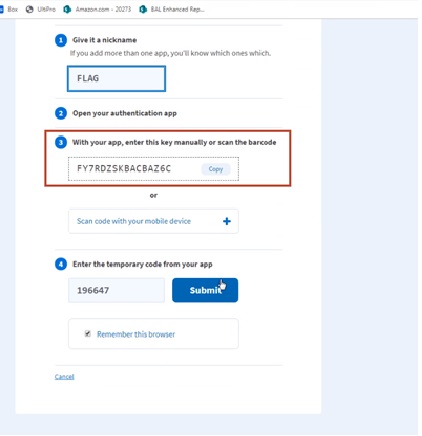 Box UltiPro Amazon.com - 20273 BAL Enhanced Rep...
1 Give it a nickname
If you add more than one app, you'll know which ones which.
FLAG
2 Open your authentication app
3 With your app, enter this key manually or scan the barcode
Copy
or
Scan code with your mobile device +
4 Enter the temporary code from your app
196647 Submit
Remember this browser
Cancel